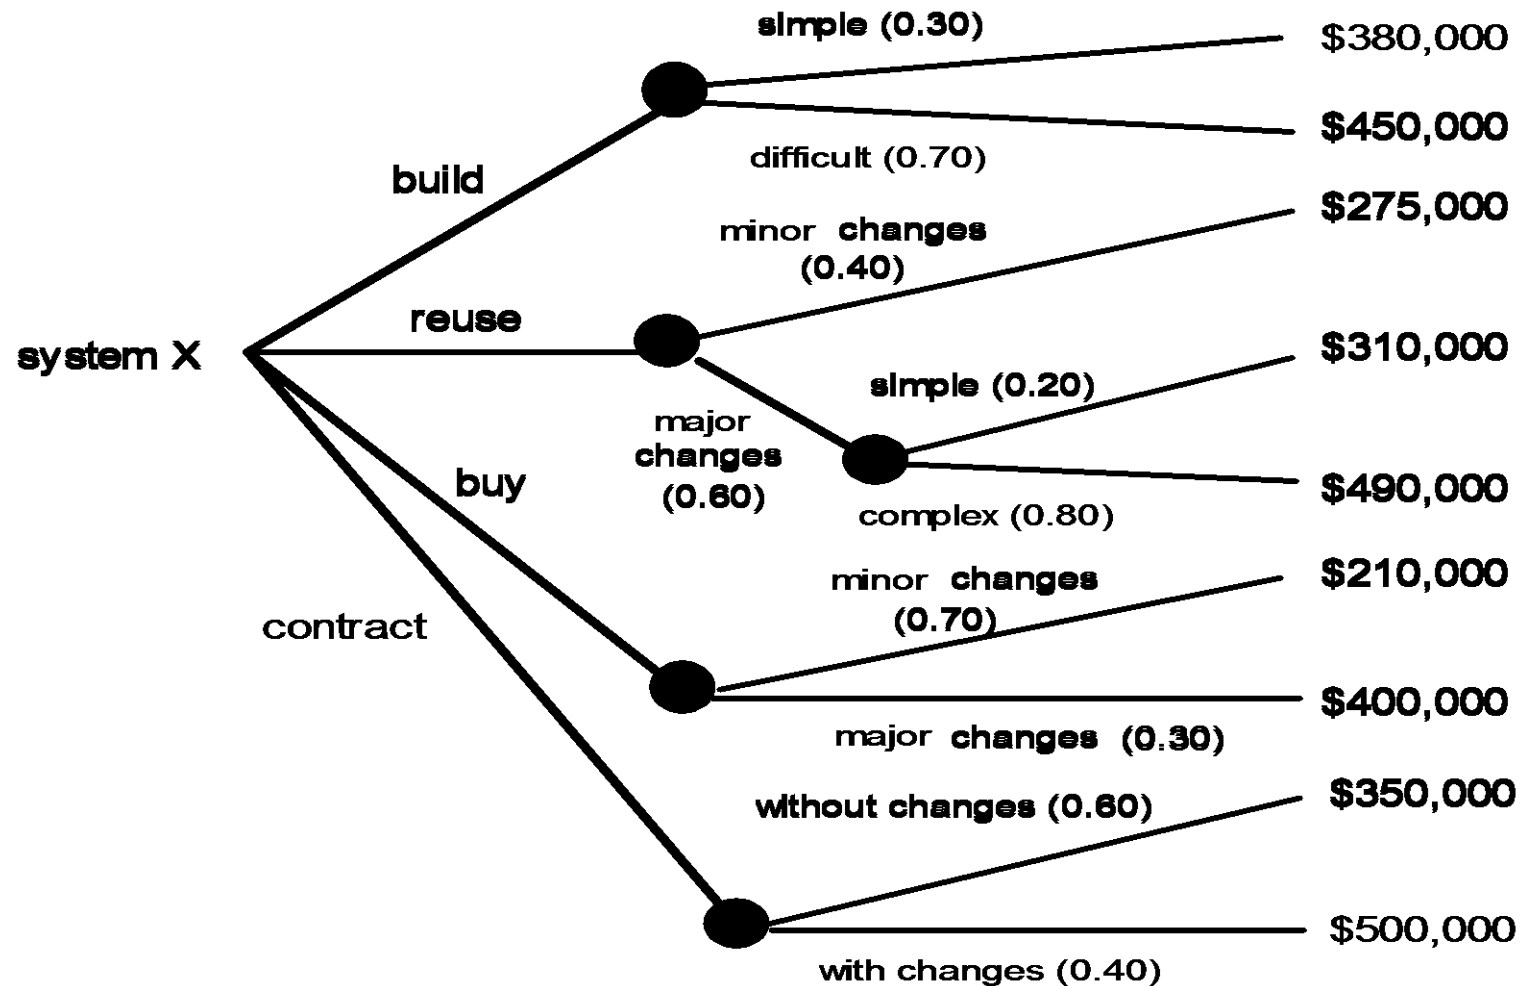 simple (0.30)
$380,000
$450,000
difficult (0.70)
build
$275,000
minor changes
(0.40)
reuse
system X
$310,000
simple (0.20)
major
changes
(0.60)
buy
$490,000
complex (0.80)
minor changes
(0.70)
$210,000
contract
$400,000
major changes (0.30)
without changes (0.60)
$350,000
$500,000
with changes (0.40)